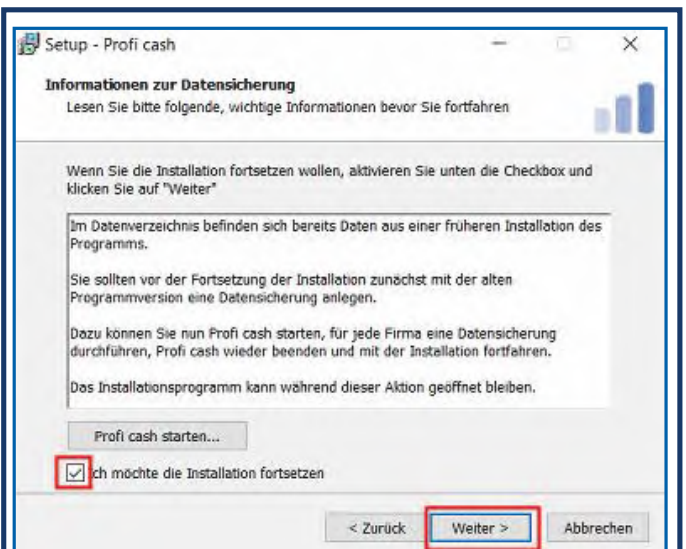 Setup - Profi cash
Informationen zur Datensicherung
Lesen Sie bitte folgende, wichtige Informationen bevor Sie fortfahren
Wenn Sie die Installation fortsetzen wollen, aktivieren Sie unten die Checkbox und
klicken Sie auf "Weiter"
Im Datenverzeichnis befinden sich bereits Daten aus einer früheren Installation des
Programms.
Sie sollten vor der Fortsetzung der Installation zunächst mit der alten
Programmversion eine Datensicherung anlegen.
Dazu können Sie nun Profi cash starten, für jede Firma eine Datensicherung
durchführen, Profi cash wieder beenden und mit der Installation fortfahren.
Das Installationsprogramm kann während dieser Aktion geöffnet bleiben.
Profi cash starten...
Ich möchte die Installation fortsetzen
< Zurück Weiter > Abbrechen